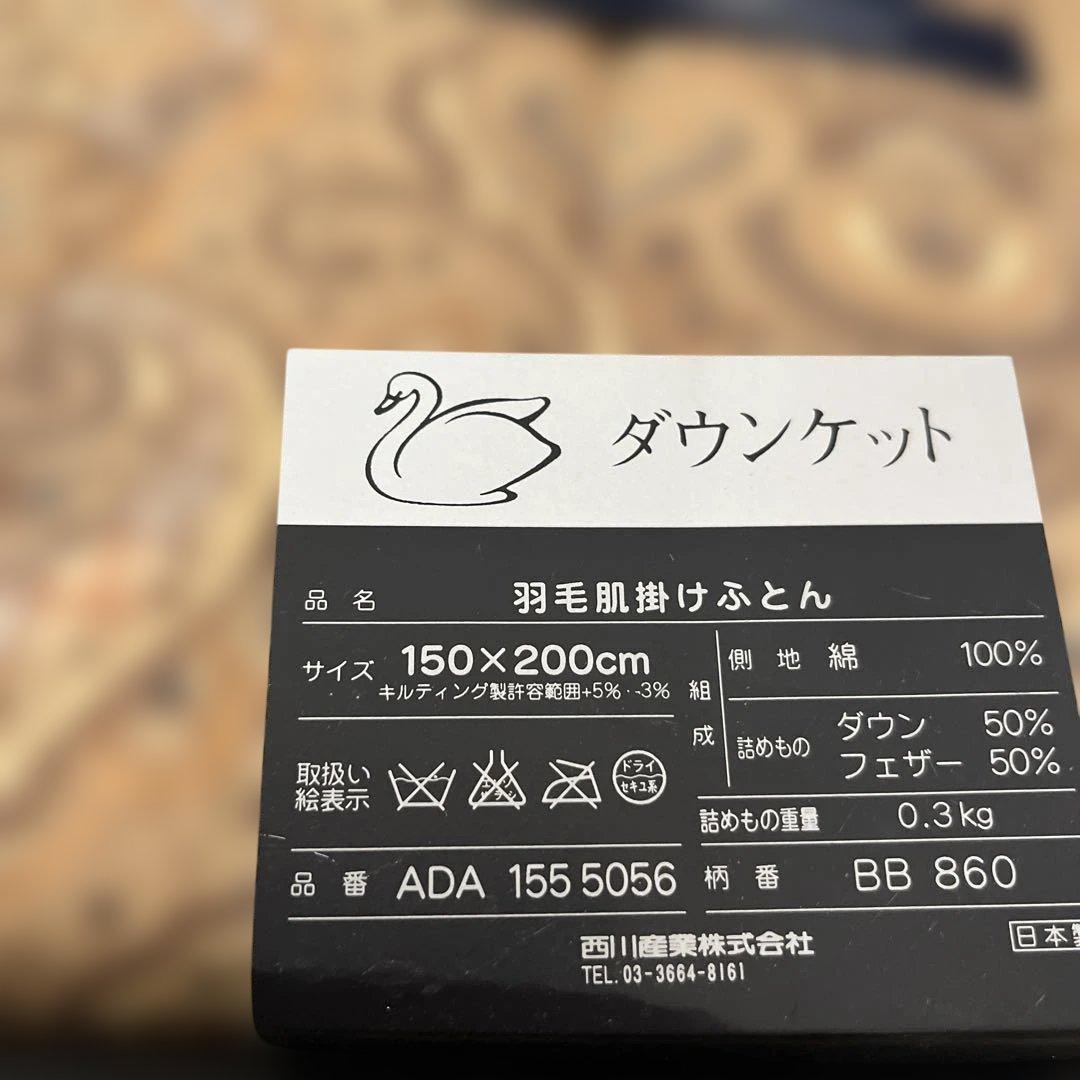 ダウンケット
品名 羽毛肌掛けふとん
サイズ 150×200cm
キルティング製許容範囲+5%・-3%
組成
側地 綿 100%
詰めもの ダウン 50%
フェザー 50%
取扱い絵表示
ドライ
セキユ系
詰めもの重量 0.3kg
品番 ADA 155 5056
柄番 BB 860
西川産業株式会社
TEL.03-3664-8161
日本製